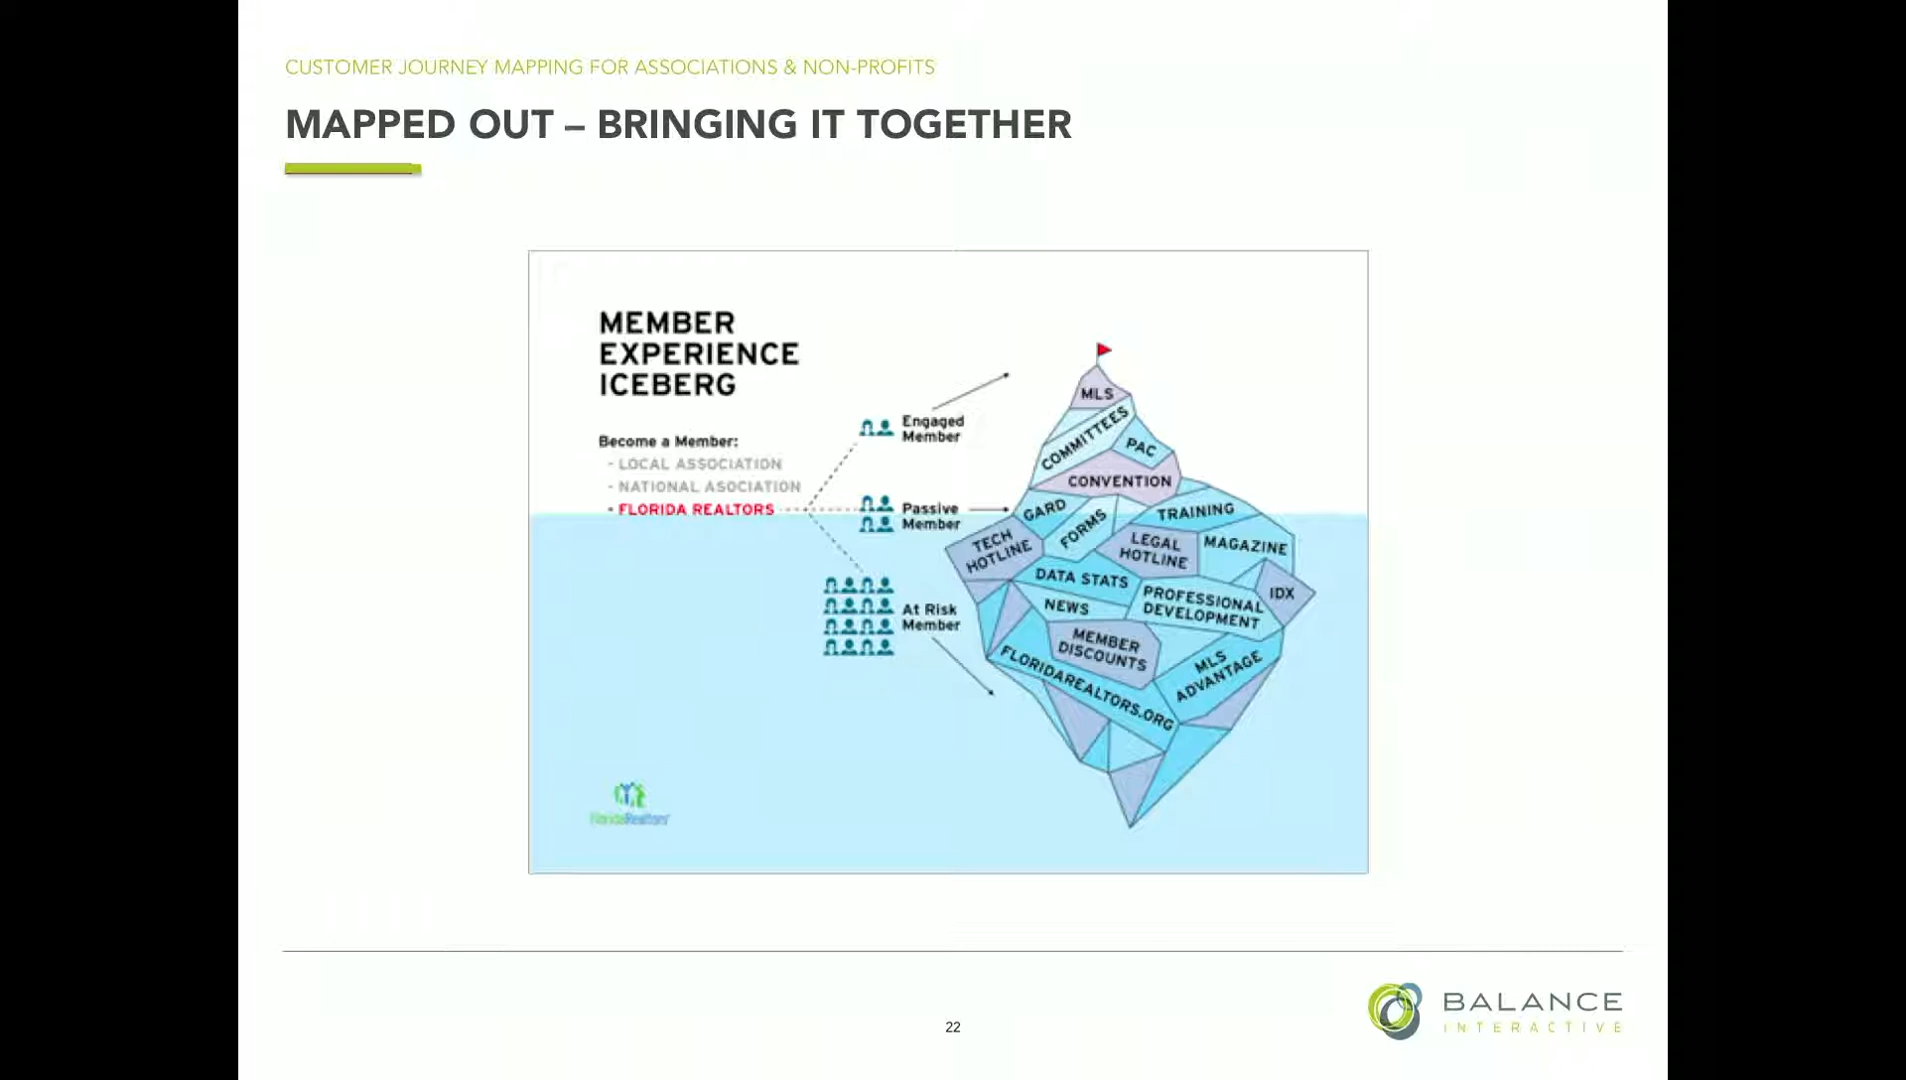 CUSTOMER JOURNEY MAPPING FOR ASSOCIATIONS & NON-PROFITS
MAPPED OUT – BRINGING IT TOGETHER
MEMBER
EXPERIENCE
ICEBERG
Become a Member:
- LOCAL ASSOCIATION
- NATIONAL ASOCIATION
- FLORIDA REALTORS
Engaged
Member
Passive
Member
At Risk
Member
MLS
COMMITTEES
PAC
CONVENTION
GARD
FORMS
TRAINING
TECH
HOTLINE
LEGAL
HOTLINE
MAGAZINE
DATA STATS
IDX
NEWS
PROFESSIONAL
DEVELOPMENT
MEMBER
DISCOUNTS
MLS
ADVANTAGE
FLORIDAREALTORS.ORG
FloridaRealtors
22
BALANCE
INTERACTIVE